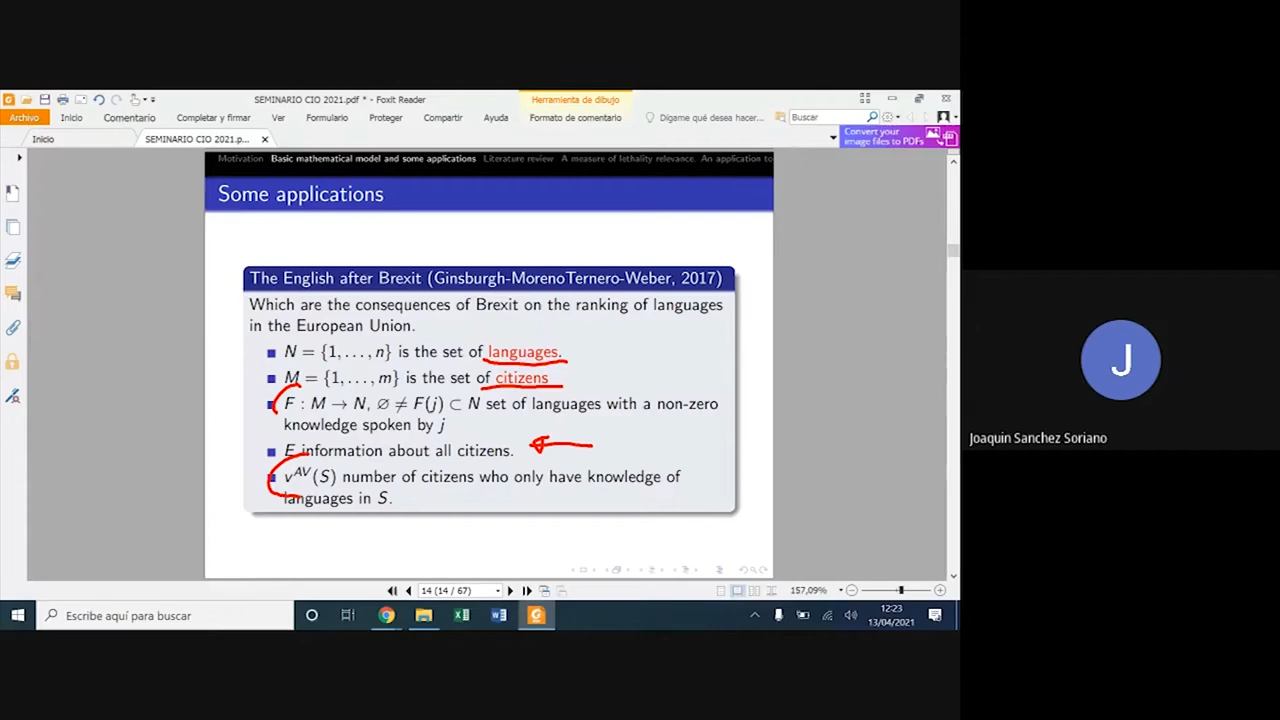 SEMINARIO CIO 2021.pdf * - Foxit Reader
Herramienta de dibujo
Archivo Inicio Comentario Completar y firmar Ver Formulario Proteger Compartir Ayuda Formato de comentario Dígame qué desea hacer... Buscar
Inicio SEMINARIO CIO 2021.p...
Convert your
image files to PDFs
Motivation Basic mathematical model and some applications Literature review A measure of lethality relevance. An application to
Some applications
The English after Brexit (Ginsburgh-MorenoTernero-Weber, 2017)
Which are the consequences of Brexit on the ranking of languages
in the European Union.
N = {1, . . . , n} is the set of languages.
M = {1, . . . , m} is the set of citizens
F : M → N, ∅ ≠ F(j) ⊂ N set of languages with a non-zero
knowledge spoken by j
E information about all citizens.
v^AV(S) number of citizens who only have knowledge of
languages in S.
J
Joaquin Sanchez Soriano
14 (14 / 67)
157,09%
Escribe aquí para buscar
12:23
13/04/2021